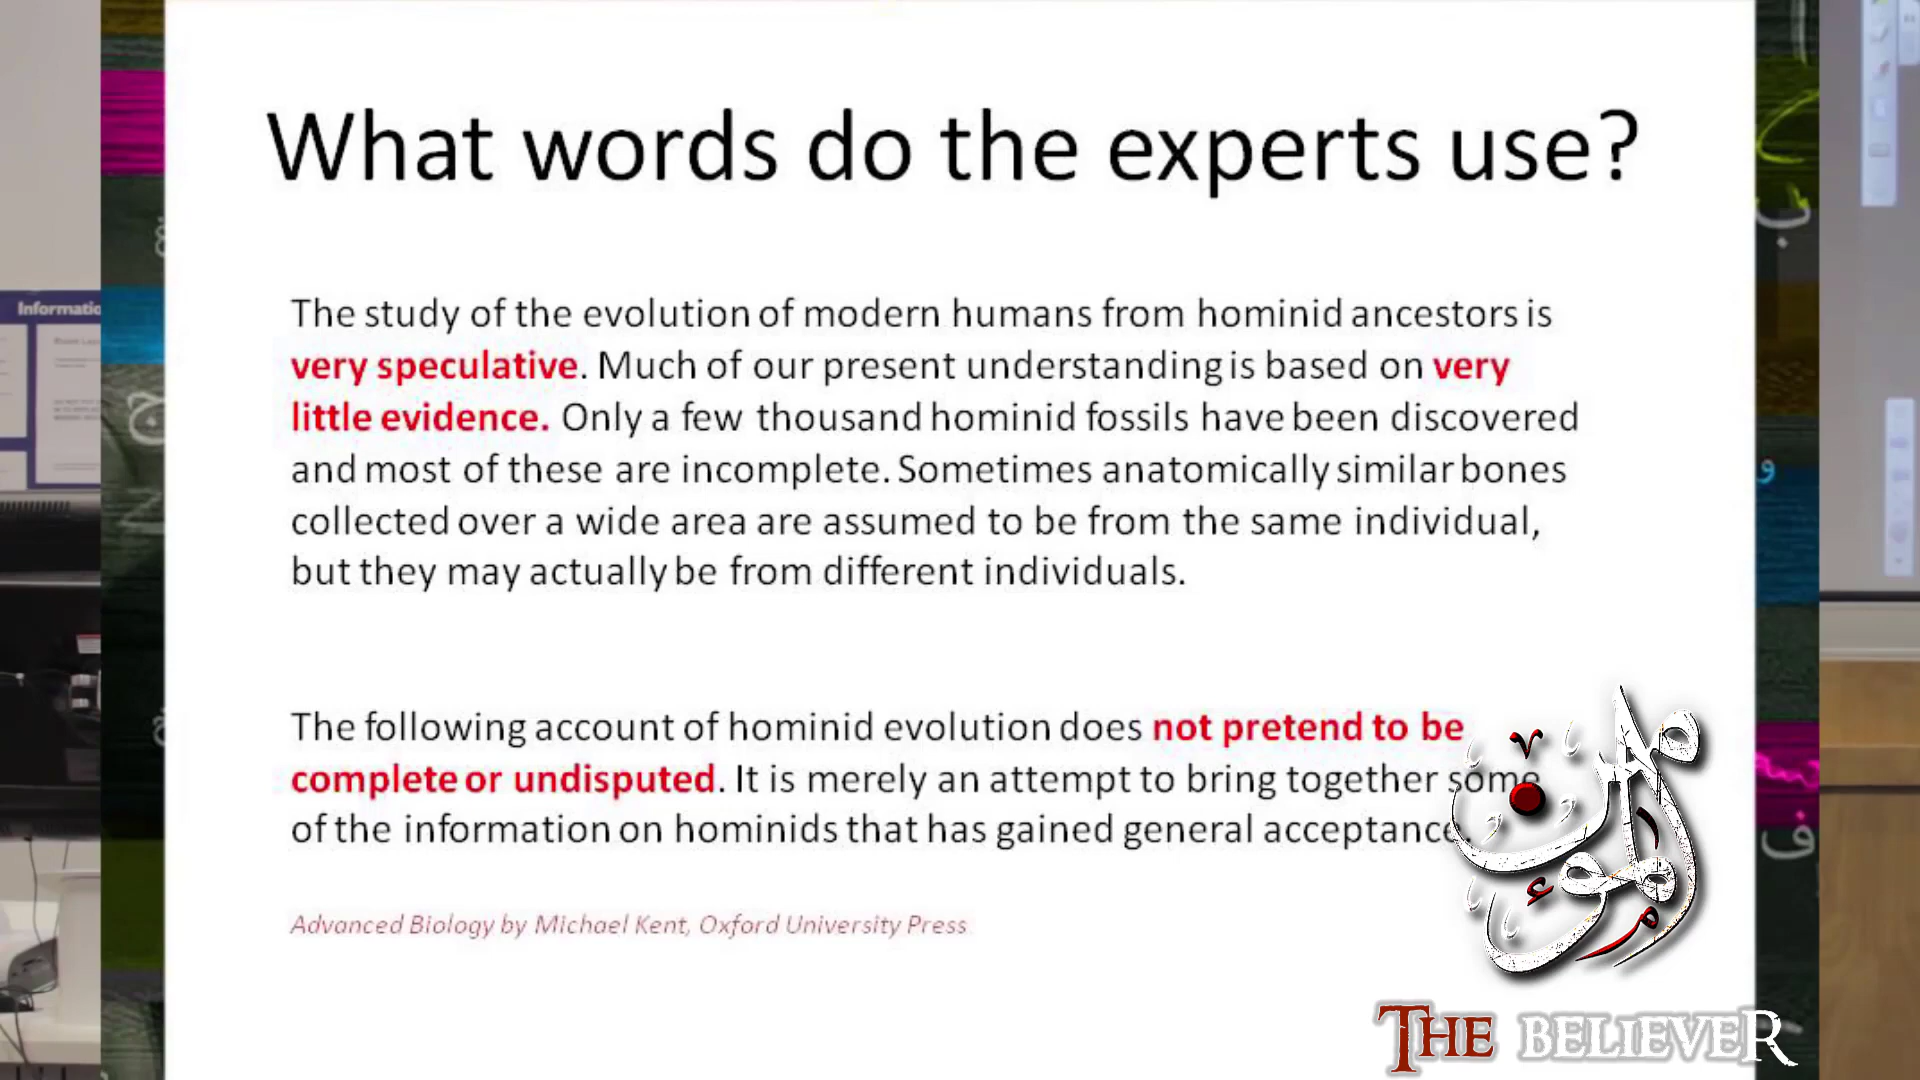 What words do the experts use?
Informatio
The study of the evolution of modern humans from hominid ancestors is
very speculative. Much of our present understanding is based on very
little evidence. Only a few thousand hominid fossils have been discovered
and most of these are incomplete. Sometimes anatomically similar bones
collected over a wide area are assumed to be from the same individual,
but they may actually be from different individuals.
The following account of hominid evolution does not pretend to be
complete or undisputed. It is merely an attempt to bring together some
of the information on hominids that has gained general acceptance.
Advanced Biology by Michael Kent, Oxford University Press
المؤمن
THE BELIEVER
ب
و
ف